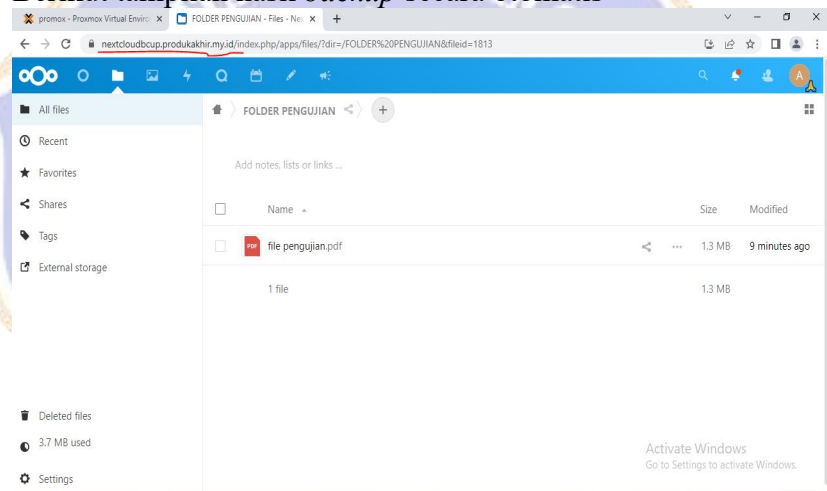 promox - Proxmox Virtual Enviro
FOLDER PENGUJIAN - Files - Nex
nextcloudbcup.produkakhir.my.id/index.php/apps/files/?dir=/FOLDER%20PENGUJIAN&fileid=1813
A
All files
FOLDER PENGUJIAN
Recent
Add notes, lists or links ...
Favorites
Shares
Name
Size
Modified
Tags
PDF
file pengujian.pdf
1.3 MB
9 minutes ago
External storage
1 file
1.3 MB
Deleted files
3.7 MB used
Settings
Activate Windows
Go to Settings to activate Windows.